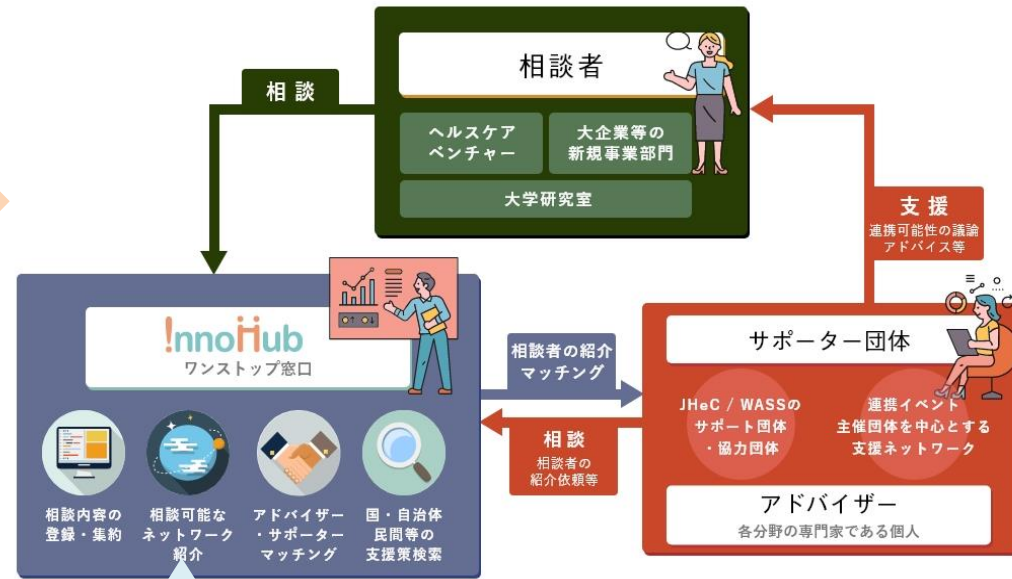 相談者
ヘルスケア
ベンチャー
大企業等の
新規事業部門
大学研究室
相談
支援
連携可能性の議論
アドバイス等
InnoHub
ワンストップ窓口
相談内容の
登録・集約
相談可能な
ネットワーク
紹介
アドバイザー
・サポーター
マッチング
国・自治体
民間等の
支援策検索
相談者の紹介
マッチング
相談
相談者の
紹介依頼等
サポーター団体
JHeC / WASSの
サポート団体
・協力団体
連携イベント
主催団体を中心とする
支援ネットワーク
アドバイザー
各分野の専門家である個人